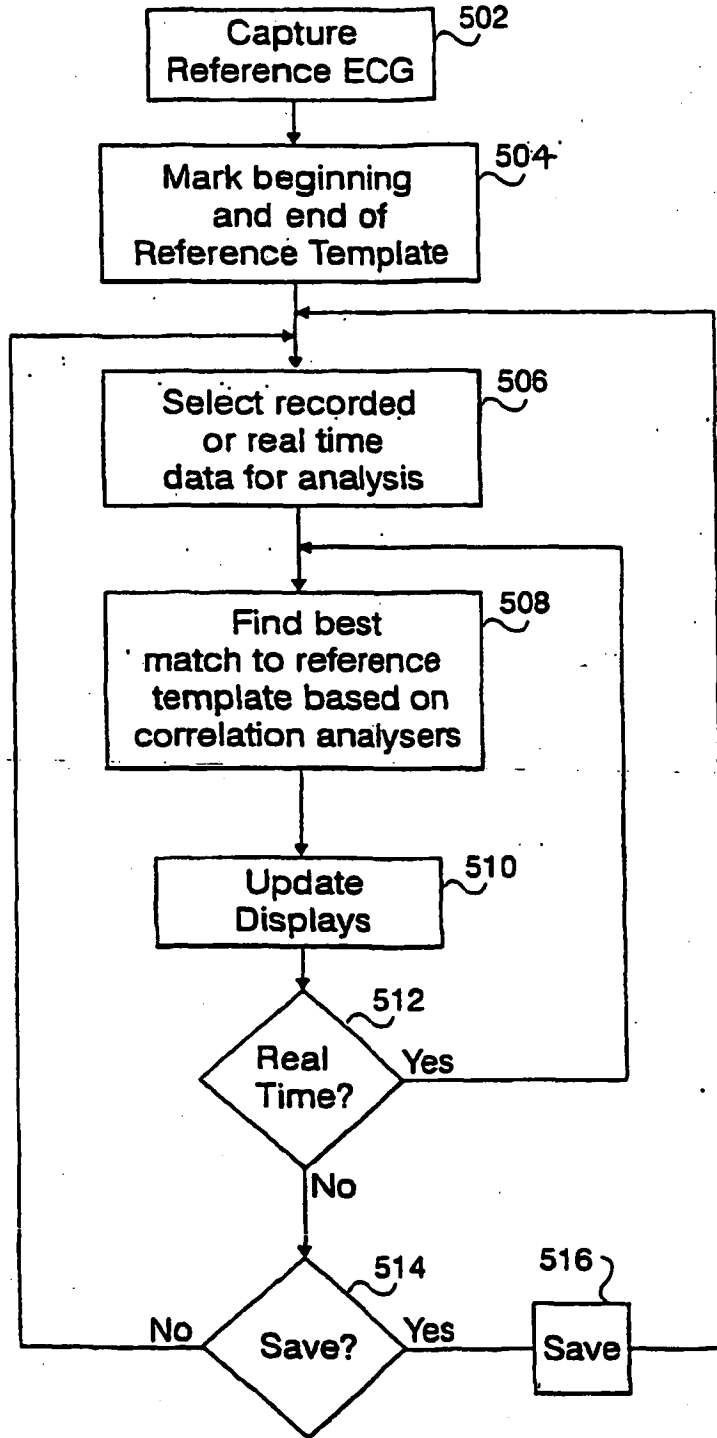 Capture
Reference ECG
502
Mark beginning
and end of
Reference Template
504
Select recorded
or real time
data for analysis
506
Find best
match to reference
template based on
correlation analysers
508
Update
Displays
510
Real
Time?
512
Yes
No
Save?
514
No
Yes
Save
516